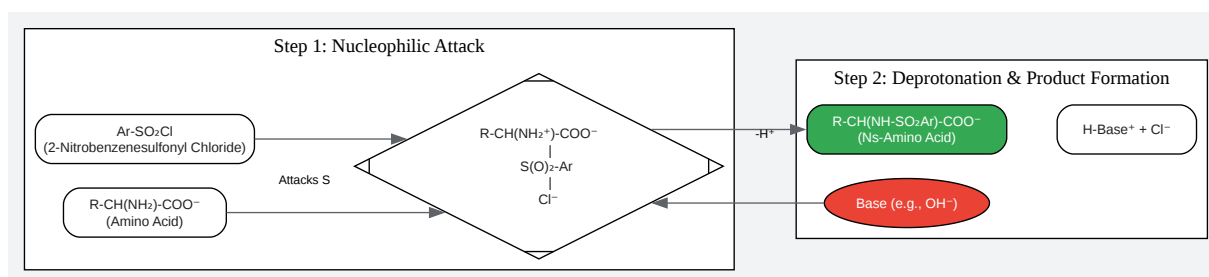 Step 1: Nucleophilic Attack
Ar-SO₂Cl
(2-Nitrobenzenesulfonyl Chloride)
R-CH(NH₂)-COO⁻
(Amino Acid)
Attacks S
R-CH(NH₂⁺)-COO⁻
|
S(O)₂-Ar
|
Cl⁻
-H⁺
Step 2: Deprotonation & Product Formation
R-CH(NH-SO₂Ar)-COO⁻
(Ns-Amino Acid)
H-Base⁺ + Cl⁻
Base (e.g., OH⁻)